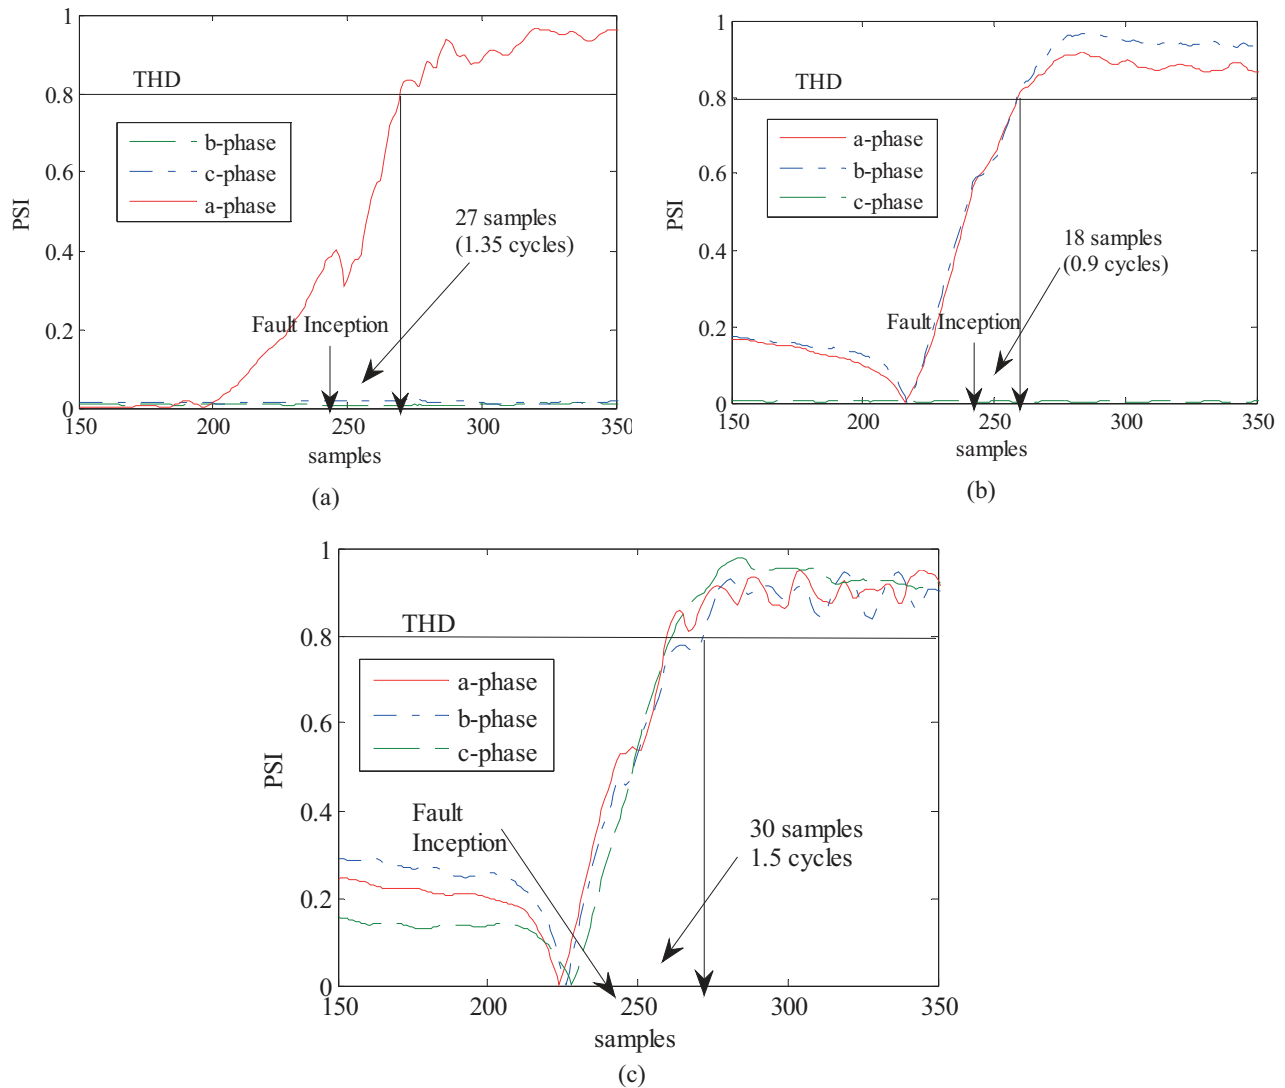 1
0.8
0.6
0.4
0.2
0
PSI
THD
b-phase
c-phase
a-phase
27 samples
(1.35 cycles)
Fault Inception
150
200
250
300
350
samples
(a)
1
0.8
0.6
0.4
0.2
0
PSI
THD
a-phase
b-phase
c-phase
18 samples
(0.9 cycles)
Fault Inception
150
200
250
300
350
samples
(b)
1
0.8
0.6
0.4
0.2
0
PSI
THD
a-phase
b-phase
c-phase
Fault
Inception
30 samples
1.5 cycles
150
200
250
300
350
samples
(c)